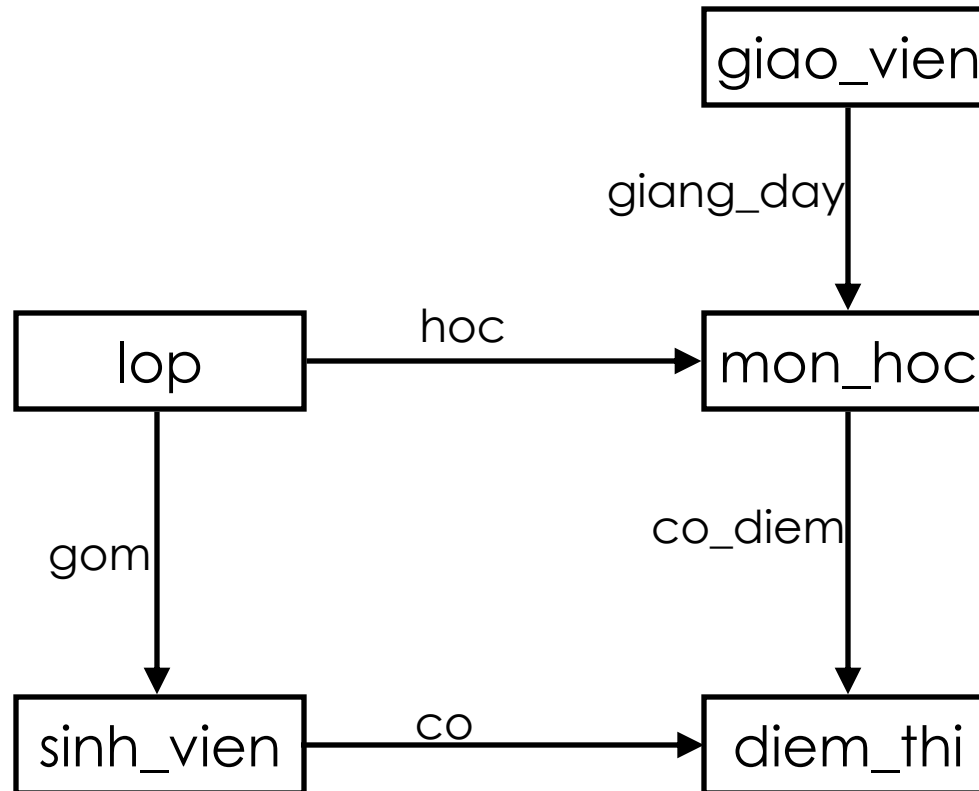 giao_vien
giang_day
hoc
lop
mon_hoc
gom
co_diem
co
sinh_vien
diem_thi